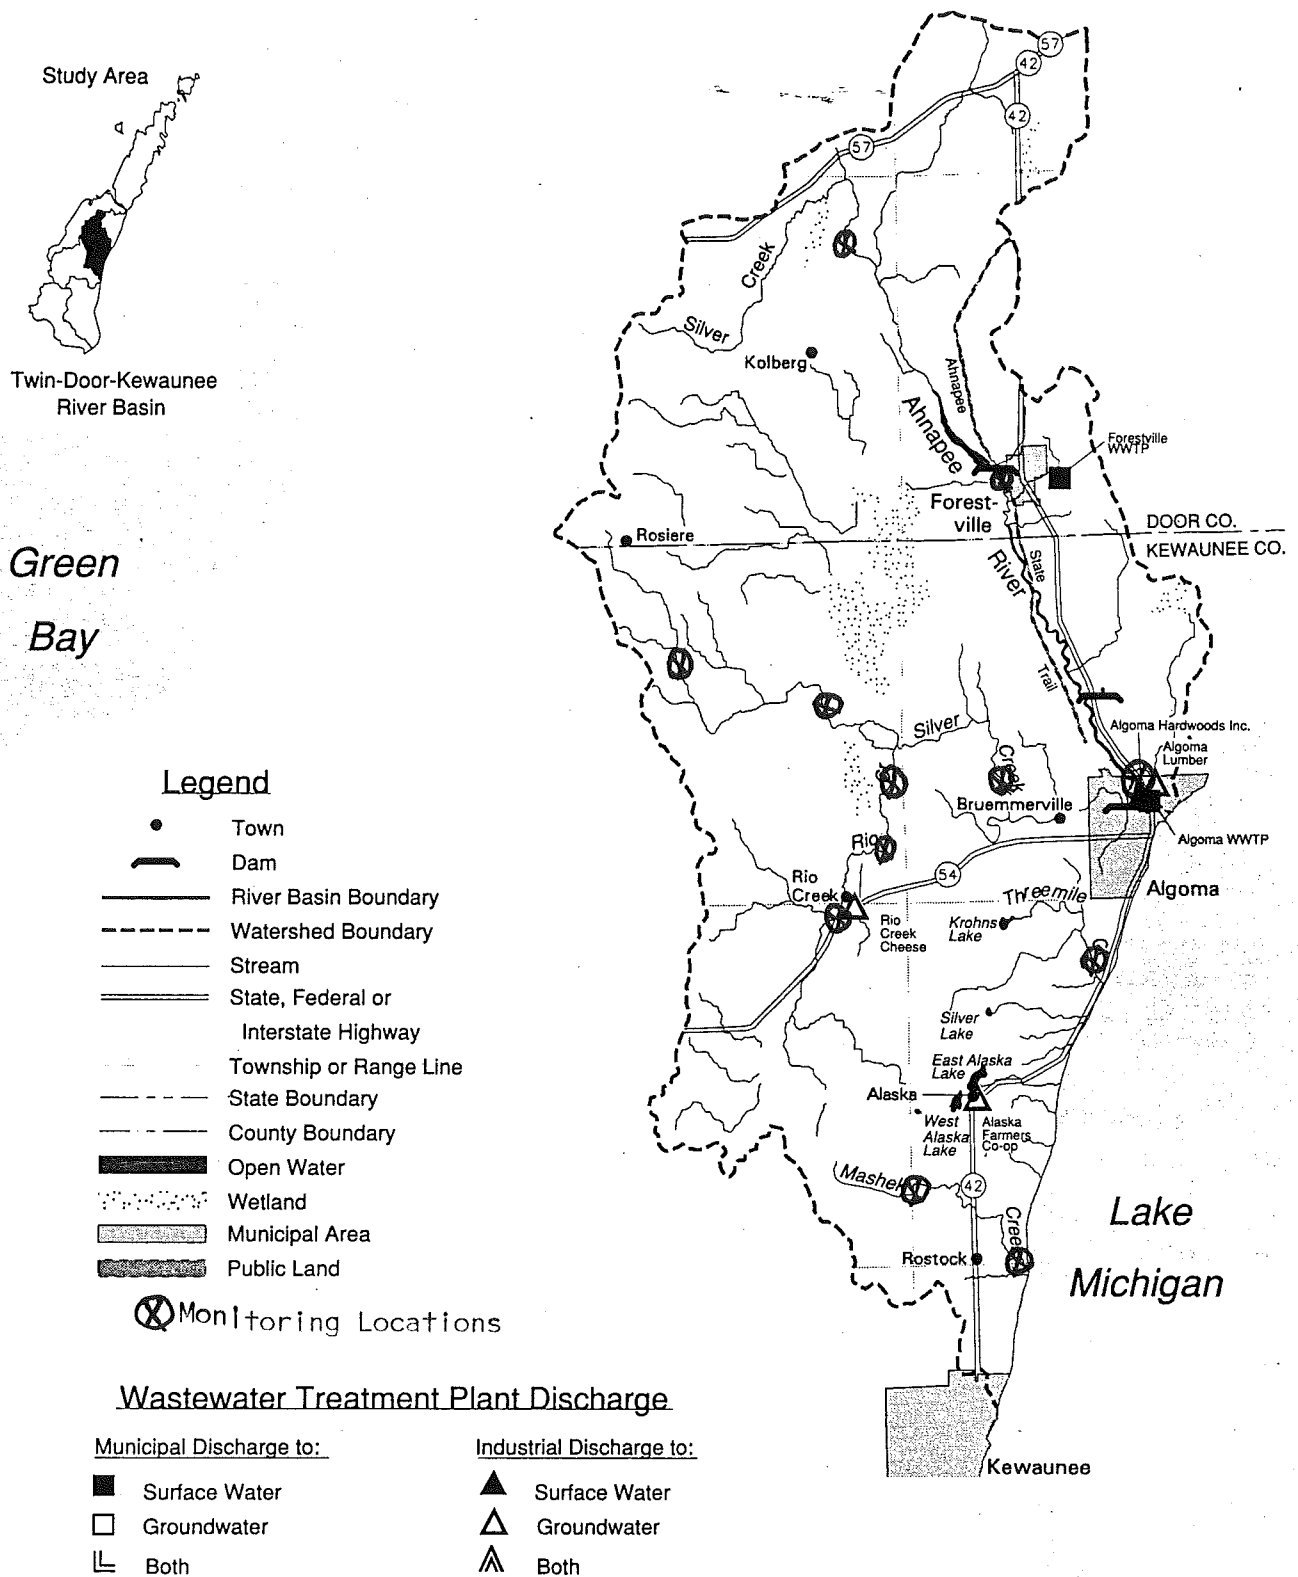 Study Area
Twin-Door-Kewaunee
River Basin
Green
Bay
57
42
42
57
Creek
Silver
Kolberg
Ahnapee
Ahnapee
Forestville
WWTP
Forest-
ville
DOOR CO.
KEWAUNEE CO.
Rosiere
River
State
Trail
Silver
Creek
Algoma Hardwoods Inc.
Algoma
Lumber
Bruemmerville
Algoma WWTP
Algoma
Rio
54
Rio
Creek
Rio
Creek
Cheese
Threemile
Krohns
Lake
Silver
Lake
East Alaska
Lake
Alaska
West
Alaska
Lake
Alaska
Farmers
Co-op
Mashek
42
Creek
Rostock
Lake
Michigan
Kewaunee
Legend
Town
Dam
River Basin Boundary
Watershed Boundary
Stream
State, Federal or
Interstate Highway
Township or Range Line
State Boundary
County Boundary
Open Water
Wetland
Municipal Area
Public Land
Monitoring Locations
Wastewater Treatment Plant Discharge
Municipal Discharge to:
Surface Water
Groundwater
Both
Industrial Discharge to:
Surface Water
Groundwater
Both